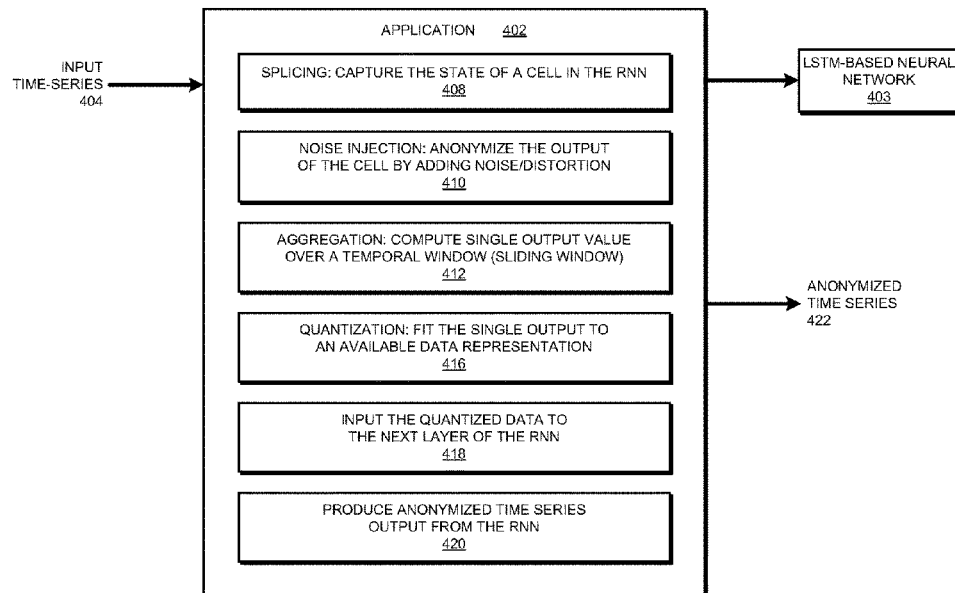 APPLICATION 402
INPUT
TIME-SERIES
404
SPLICING: CAPTURE THE STATE OF A CELL IN THE RNN
408
LSTM-BASED NEURAL
NETWORK
403
NOISE INJECTION: ANONYMIZE THE OUTPUT
OF THE CELL BY ADDING NOISE/DISTORTION
410
AGGREGATION: COMPUTE SINGLE OUTPUT VALUE
OVER A TEMPORAL WINDOW (SLIDING WINDOW)
412
ANONYMIZED
TIME SERIES
422
QUANTIZATION: FIT THE SINGLE OUTPUT TO
AN AVAILABLE DATA REPRESENTATION
416
INPUT THE QUANTIZED DATA TO
THE NEXT LAYER OF THE RNN
418
PRODUCE ANONYMIZED TIME SERIES
OUTPUT FROM THE RNN
420